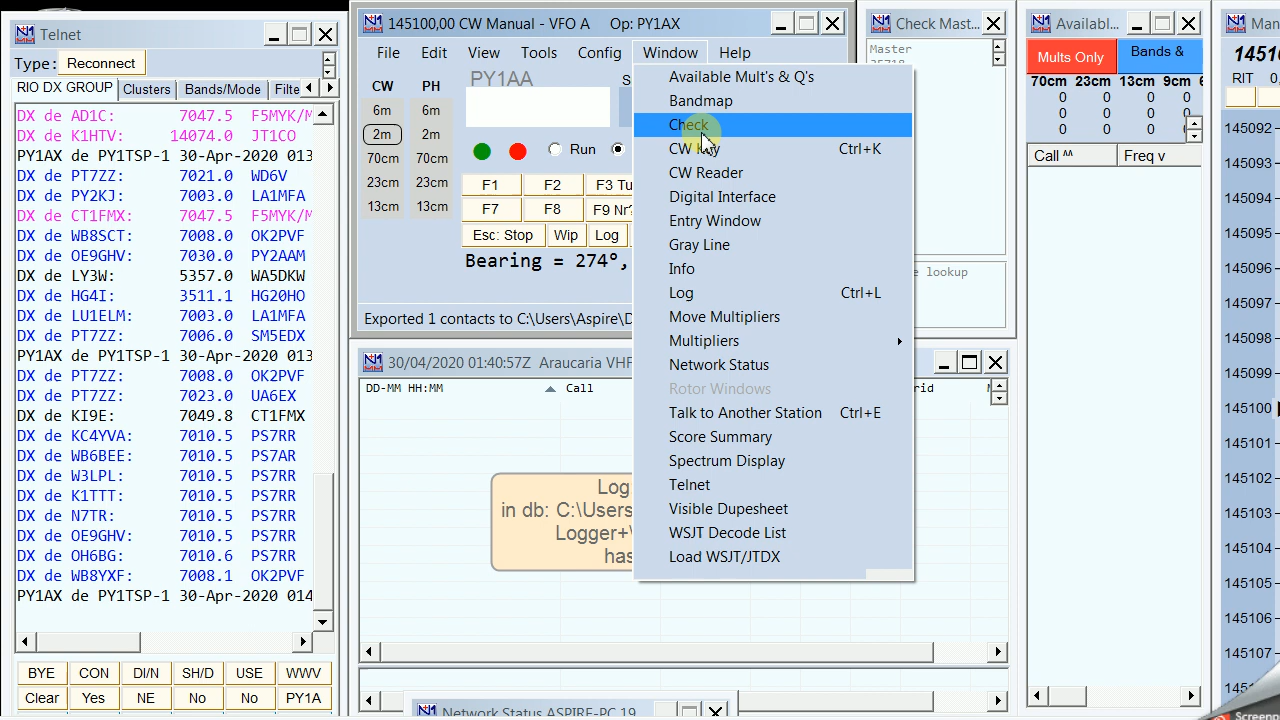 Telnet
Type: Reconnect
RIO DX GROUP Clusters Bands/Mode Filte
DX de AD1C: 7047.5 F5MYK/M
DX de K1HTV: 14074.0 JT1CO
PY1AX de PY1TSP-1 30-Apr-2020 013
DX de PT7ZZ: 7021.0 WD6V
DX de PY2KJ: 7003.0 LA1MFA
DX de CT1FMX: 7047.5 F5MYK/M
DX de WB8SCT: 7008.0 OK2PVF
DX de OE9GHV: 7030.0 PY2AAM
DX de LY3W: 5357.0 WA5DKW
DX de HG4I: 3511.1 HG20HO
DX de LU1ELM: 7003.0 LA1MFA
DX de PT7ZZ: 7006.0 SM5EDX
PY1AX de PY1TSP-1 30-Apr-2020 013
DX de PT7ZZ: 7008.0 OK2PVF
DX de PT7ZZ: 7023.0 UA6EX
DX de KI9E: 7049.8 CT1FMX
DX de KC4YVA: 7010.5 PS7RR
DX de WB6BEE: 7010.5 PS7AR
DX de W3LPL: 7010.5 PS7RR
DX de K1TTT: 7010.5 PS7RR
DX de N7TR: 7010.5 PS7RR
DX de OE9GHV: 7010.5 PS7RR
DX de OH6BG: 7010.6 PS7RR
DX de WB8YXF: 7008.1 OK2PVF
PY1AX de PY1TSP-1 30-Apr-2020 014
BYE CON DI/N SH/D USE WWV
Clear Yes NE No No PY1A
145100,00 CW Manual - VFO A Op: PY1AX
File Edit View Tools Config Window Help
CW PH PY1AA S
6m 6m
2m 2m
70cm 70cm
23cm 23cm
13cm 13cm
Run
F1 F2 F3 Tu
F7 F8 F9 Nr?
Esc: Stop Wip Log
Bearing = 274°,
Exported 1 contacts to C:\Users\Aspire\D
Available Mult's & Q's
Bandmap
Check
CW Key Ctrl+K
CW Reader
Digital Interface
Entry Window
Gray Line
Info
Log Ctrl+L
Move Multipliers
Multipliers
Network Status
Rotor Windows
Talk to Another Station Ctrl+E
Score Summary
Spectrum Display
Telnet
Visible Dupesheet
WSJT Decode List
Load WSJT/JTDX
30/04/2020 01:40:57Z Araucaria VHF
DD-MM HH:MM Call rid
Log
in db: C:\Users
Logger+\
has
Network Status ASPIRE-PC 19
Check Mast...
Master
lookup
Availabl...
Mults Only Bands &
70cm 23cm 13cm 9cm 6
0 0 0 0
0 0 0 0
0 0 0 0
Call ^^ Freq v
Man
1451
RIT 0,
145092
145093
145094
145095
145096
145097
145098
145099
145100
145101
145102
145103
145104
145105
145106
145107